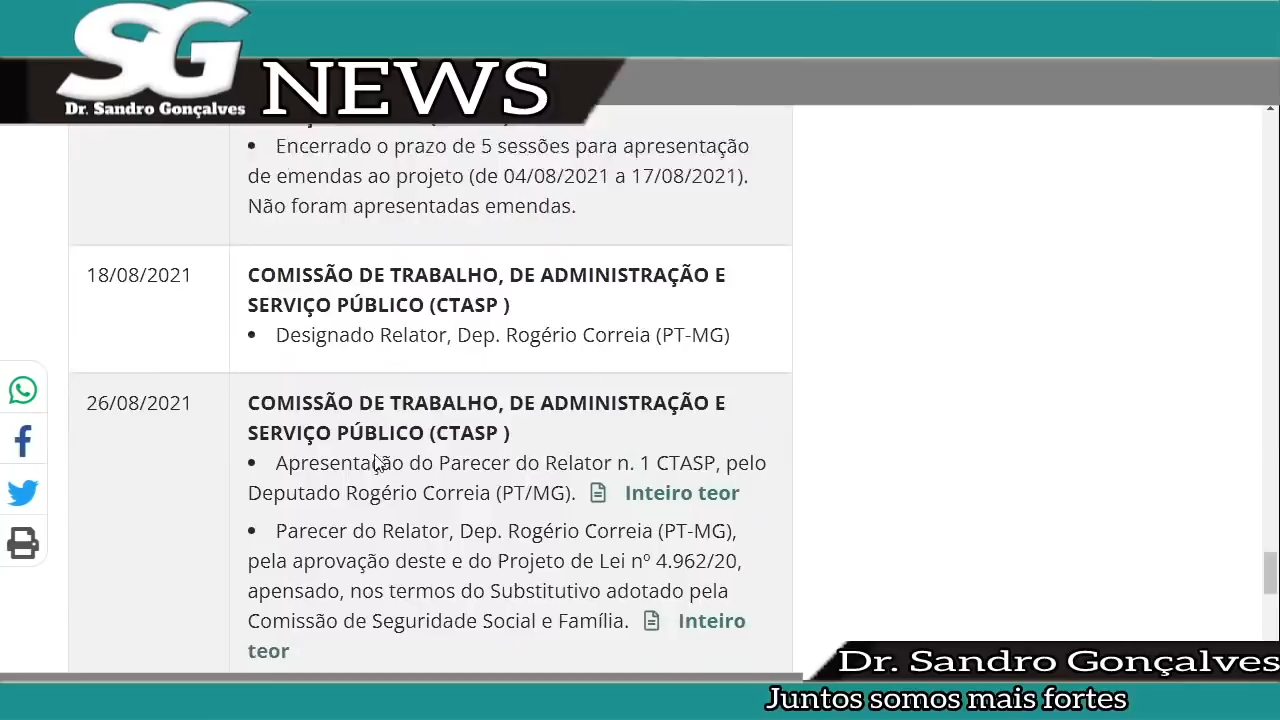 SG
Dr. Sandro Gonçalves
NEWS
• Encerrado o prazo de 5 sessões para apresentação
de emendas ao projeto (de 04/08/2021 a 17/08/2021).
Não foram apresentadas emendas.
18/08/2021
COMISSÃO DE TRABALHO, DE ADMINISTRAÇÃO E
SERVIÇO PÚBLICO (CTASP )
• Designado Relator, Dep. Rogério Correia (PT-MG)
26/08/2021
COMISSÃO DE TRABALHO, DE ADMINISTRAÇÃO E
SERVIÇO PÚBLICO (CTASP )
• Apresentação do Parecer do Relator n. 1 CTASP, pelo
Deputado Rogério Correia (PT/MG). Inteiro teor
• Parecer do Relator, Dep. Rogério Correia (PT-MG),
pela aprovação deste e do Projeto de Lei nº 4.962/20,
apensado, nos termos do Substitutivo adotado pela
Comissão de Seguridade Social e Família. Inteiro
teor
Dr. Sandro Gonçalves
Juntos somos mais fortes